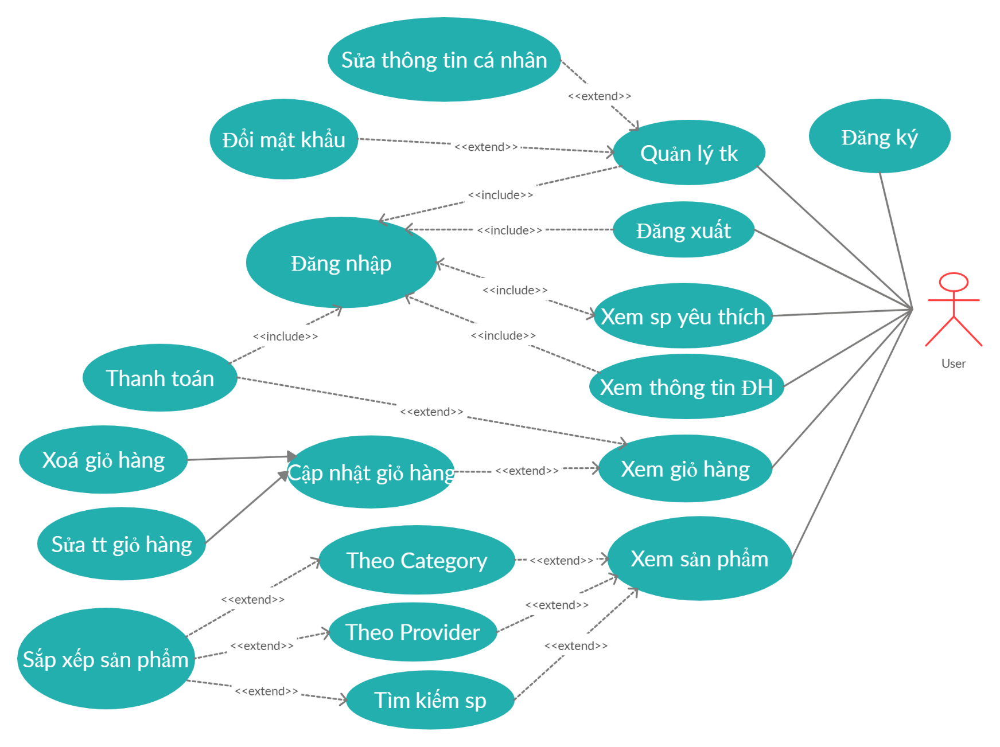 Sửa thông tin cá nhân
<<extend>>
Đổi mật khẩu
<<extend>>
Quản lý tk
Đăng ký
<<include>>
Đăng xuất
<<include>>
Đăng nhập
<<include>>
Xem sp yêu thích
<<include>>
<<include>>
User
Thanh toán
Xem thông tin ĐH
<<extend>>
Xoá giỏ hàng
Cập nhật giỏ hàng
<<extend>>
Xem giỏ hàng
Sửa tt giỏ hàng
Theo Category
<<extend>>
Xem sản phẩm
<<extend>>
<<extend>>
Theo Provider
<<extend>>
<<extend>>
Sắp xếp sản phẩm
<<extend>>
Tìm kiếm sp